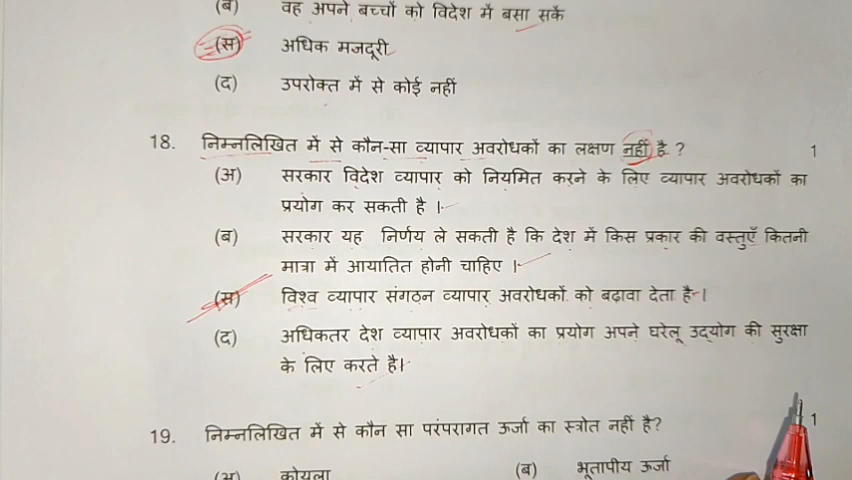 (ब) वह अपने बच्चों को विदेश में बसा सकें
(स) अधिक मजदूरी
(द) उपरोक्त में से कोई नहीं
18. निम्नलिखित में से कौन-सा व्यापार अवरोधकों का लक्षण नहीं है ? 1
(अ) सरकार विदेश व्यापार को नियमित करने के लिए व्यापार अवरोधकों का
प्रयोग कर सकती है ।
(ब) सरकार यह निर्णय ले सकती है कि देश में किस प्रकार की वस्तुएँ कितनी
मात्रा में आयातित होनी चाहिए ।
(स) विश्व व्यापार संगठन व्यापार अवरोधकों को बढ़ावा देता है ।
(द) अधिकतर देश व्यापार अवरोधकों का प्रयोग अपने घरेलू उद्योग की सुरक्षा
के लिए करते है।
19. निम्नलिखित में से कौन सा परंपरागत ऊर्जा का स्त्रोत नहीं है? 1
(अ) कोयला (ब) भूतापीय ऊर्जा